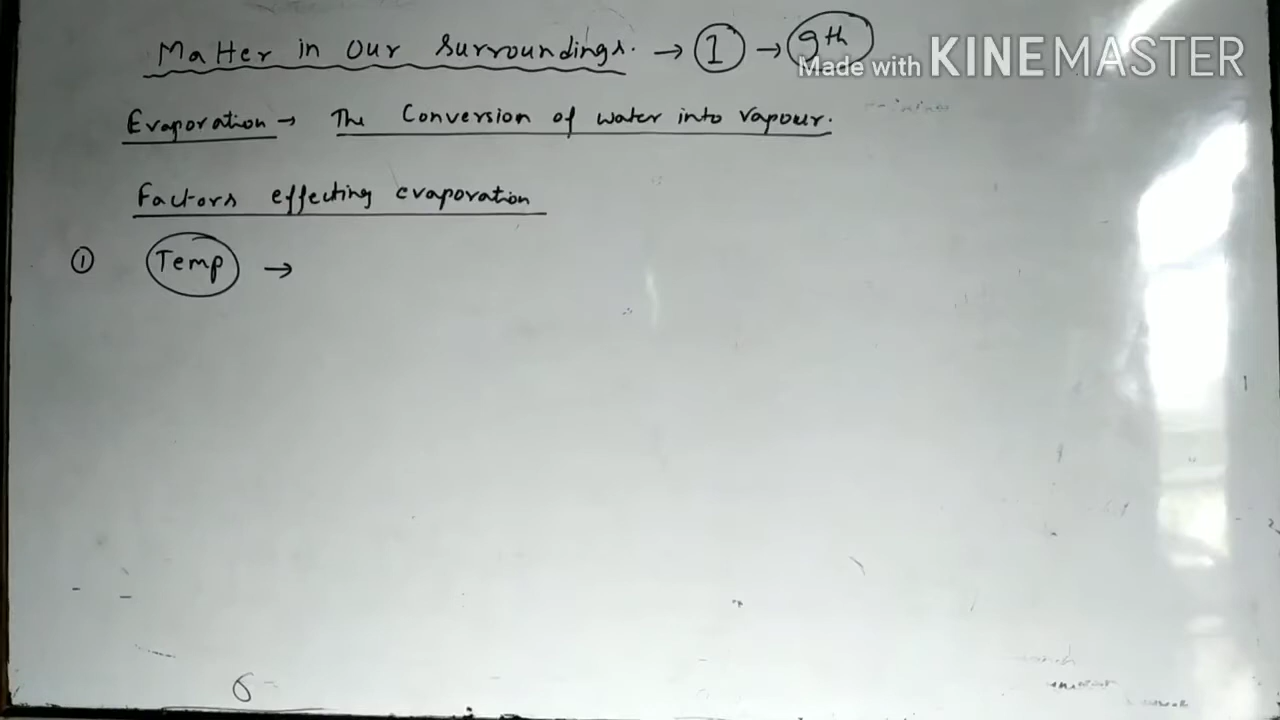 Matter in Our Surroundings. → 1 → 9th
Made with KINEMASTER
Evaporation → The Conversion of water into vapour.
Factors effecting evaporation
① Temp →
6